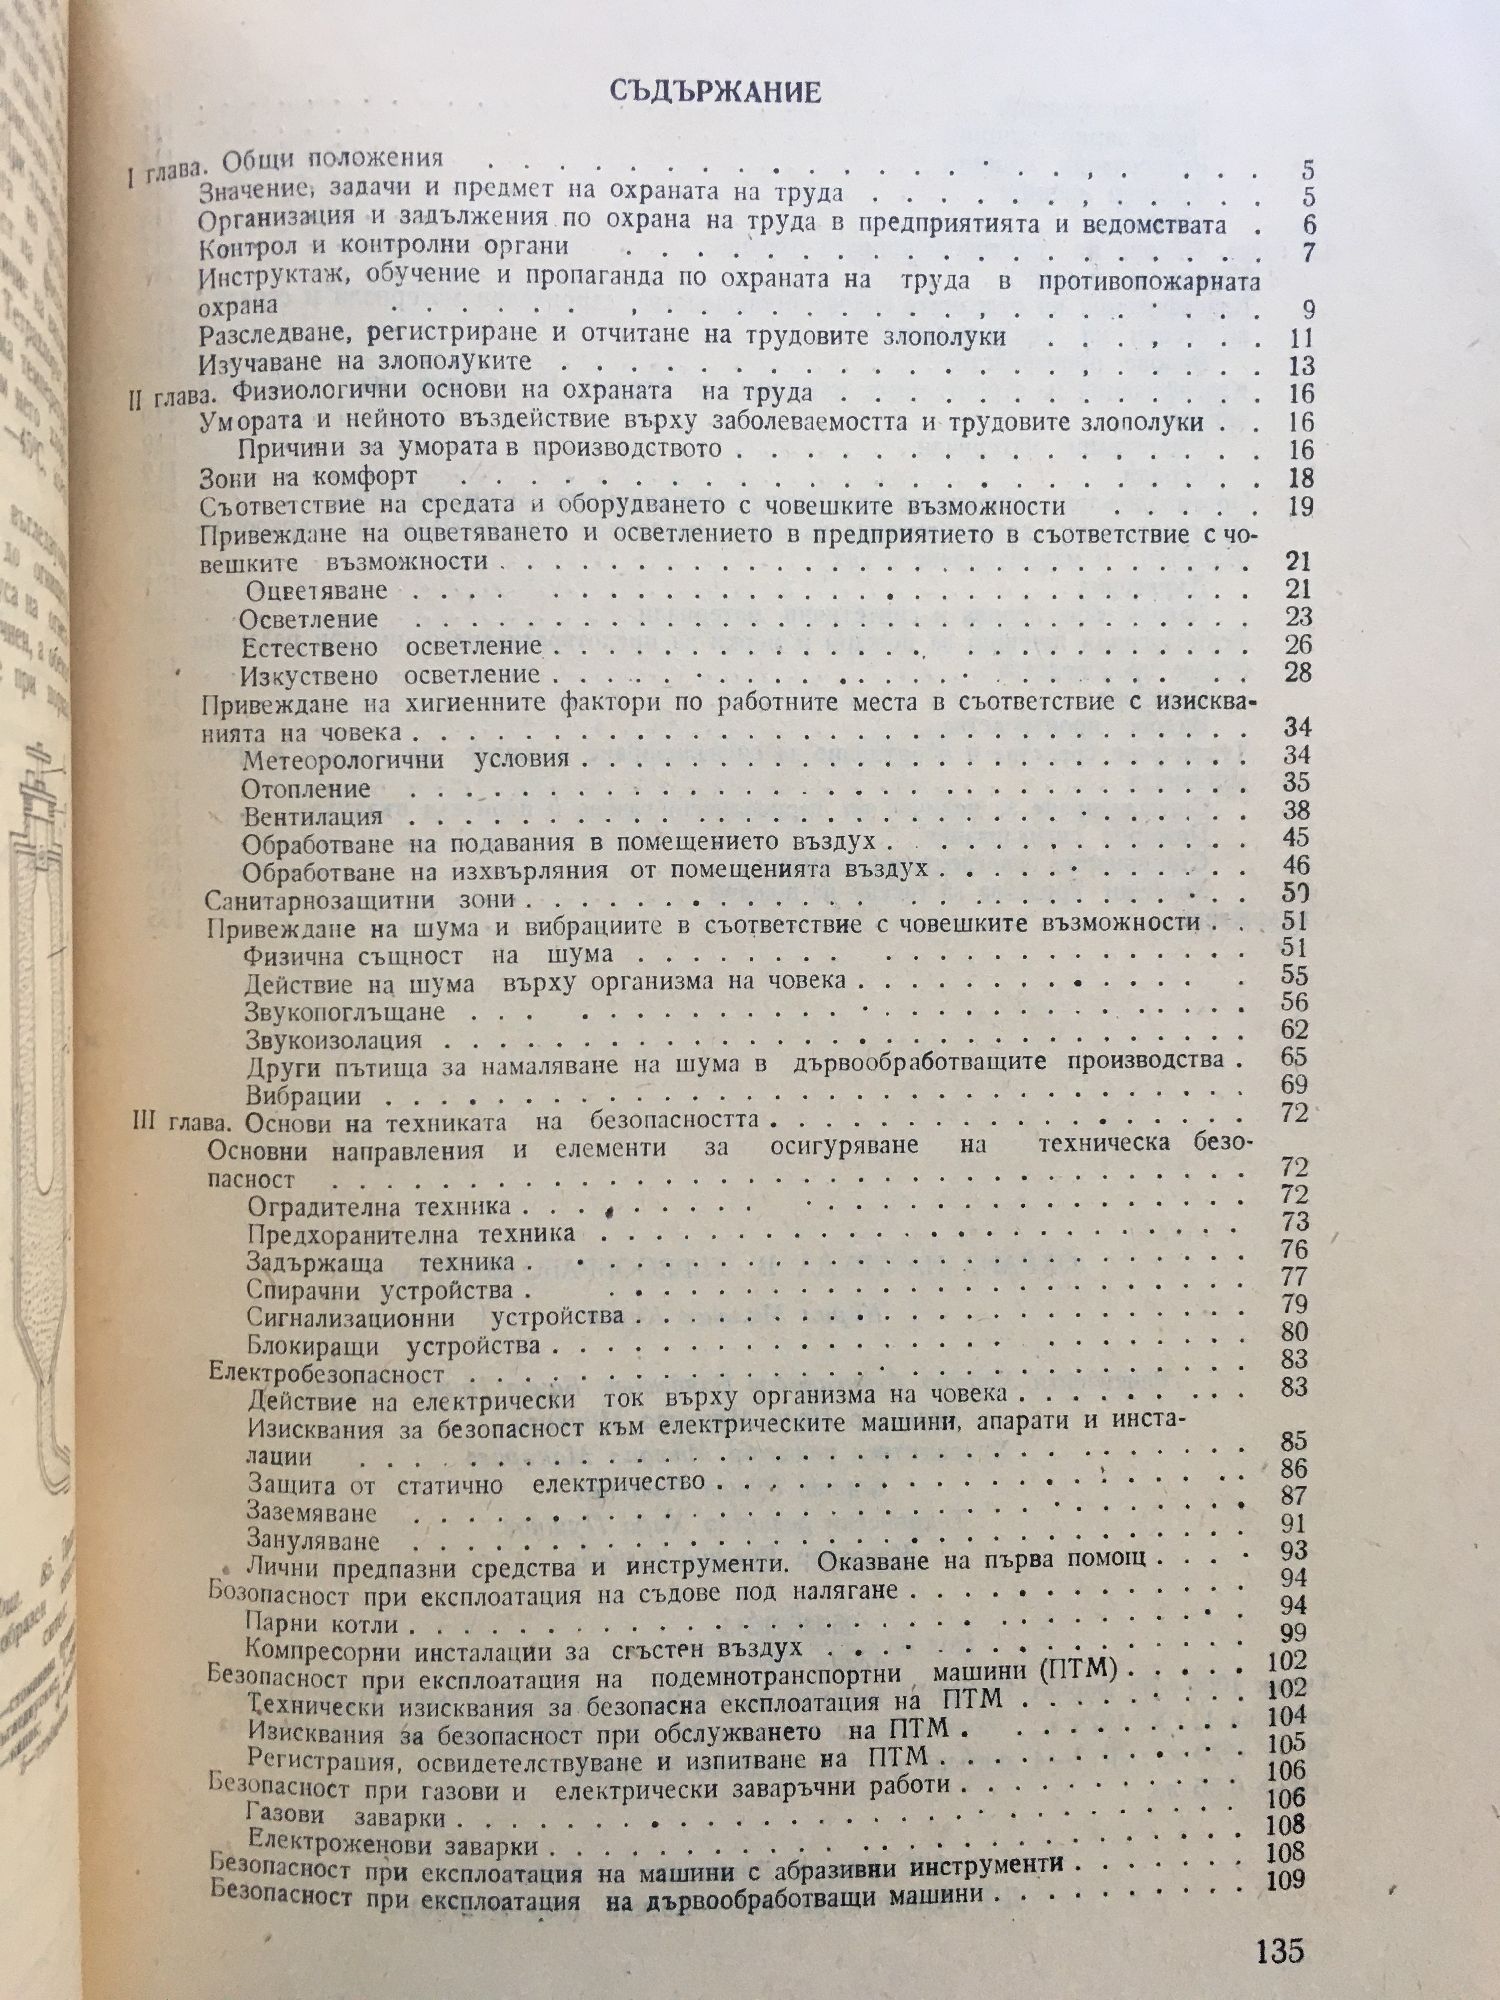 СЪДЪРЖАНИЕ
I глава. Общи положения . . . . . . . . . . . . 5
Значение, задачи и предмет на охраната на труда . . . . . . . . . . . . 5
Организация и задължения по охрана на труда в предприятията и ведомствата . 6
Контрол и контролни органи . . . . . . . . . . . . 7
Инструктаж, обучение и пропаганда по охраната на труда в противопожарната
охрана . . . . . . . . . . . . 9
Разследване, регистриране и отчитане на трудовите злополуки . . . . . . . 11
Изучаване на злополуките . . . . . . . . . . . . 13
II глава. Физиологични основи на охраната на труда . . . . . . . . . . . . 16
Умората и нейното въздействие върху заболеваемостта и трудовите злополуки . . 16
Причини за умората в производството . . . . . . . . . . . . 16
Зони на комфорт . . . . . . . . . . . . 18
Съответствие на средата и оборудването с човешките възможности . . . . . 19
Привеждане на оцветяването и осветлението в предприятието в съответствие с чо-
вешките възможности . . . . . . . . . . . . 21
Оцветяване . . . . . . . . . . . . 21
Осветление . . . . . . . . . . . . 23
Естествено осветление . . . . . . . . . . . . 26
Изкуствено осветление . . . . . . . . . . . . 28
Привеждане на хигиенните фактори по работните места в съответствие с изисква-
нията на човека . . . . . . . . . . . . 34
Метеорологични условия . . . . . . . . . . . . 34
Отопление . . . . . . . . . . . . 35
Вентилация . . . . . . . . . . . . 38
Обработване на подавания в помещението въздух . . . . . . . . . . . . 45
Обработване на изхвърляния от помещенията въздух . . . . . . . . . . . . 46
Санитарнозащитни зони . . . . . . . . . . . . 50
Привеждане на шума и вибрациите в съответствие с човешките възможности . . 51
Физична същност на шума . . . . . . . . . . . . 51
Действие на шума върху организма на човека . . . . . . . . . . . . 55
Звукопоглъщане . . . . . . . . . . . . 56
Звукоизолация . . . . . . . . . . . . 62
Други пътища за намаляване на шума в дървообработващите производства . 65
Вибрации . . . . . . . . . . . . 69
III глава. Основи на техниката на безопасността . . . . . . . . . . . . 72
Основни направления и елементи за осигуряване на техническа безо-
пасност . . . . . . . . . . . . 72
Оградителна техника . . . . . . . . . . . . 72
Предхоранителна техника . . . . . . . . . . . . 73
Задържаща техника . . . . . . . . . . . . 76
Спирачни устройства . . . . . . . . . . . . 77
Сигнализационни устройства . . . . . . . . . . . . 79
Блокиращи устройства . . . . . . . . . . . . 80
Електробезопасност . . . . . . . . . . . . 83
Действие на електрически ток върху организма на човека . . . . . . . . . 83
Изисквания за безопасност към електрическите машини, апарати и инста-
лации . . . . . . . . . . . . 85
Защита от статично електричество . . . . . . . . . . . . 86
Заземяване . . . . . . . . . . . . 87
Зануляване . . . . . . . . . . . . 91
Лични предпазни средства и инструменти. Оказване на първа помощ . . . . 93
Бозопасност при експлоатация на съдове под налягане . . . . . . . . . . . . 94
Парни котли . . . . . . . . . . . . 94
Компресорни инсталации за сгъстен въздух . . . . . . . . . . . . 99
Безопасност при експлоатация на подемнотранспортни машини (ПТМ) . . . . . 102
Технически изисквания за безопасна експлоатация на ПТМ . . . . . . . . 102
Изисквания за безопасност при обслужването на ПТМ . . . . . . . . . . 104
Регистрация, освидетелствуване и изпитване на ПТМ . . . . . . . . . . . 105
Безопасност при газови и електрически заваръчни работи . . . . . . . . . . 106
Газови заварки . . . . . . . . . . . . 106
Електроженови заварки . . . . . . . . . . . . 108
Безопасност при експлоатация на машини с абразивни инструменти . . . . . . . 108
Безопасност при експлоатация на дървообработващи машини . . . . . . . . . 109
135